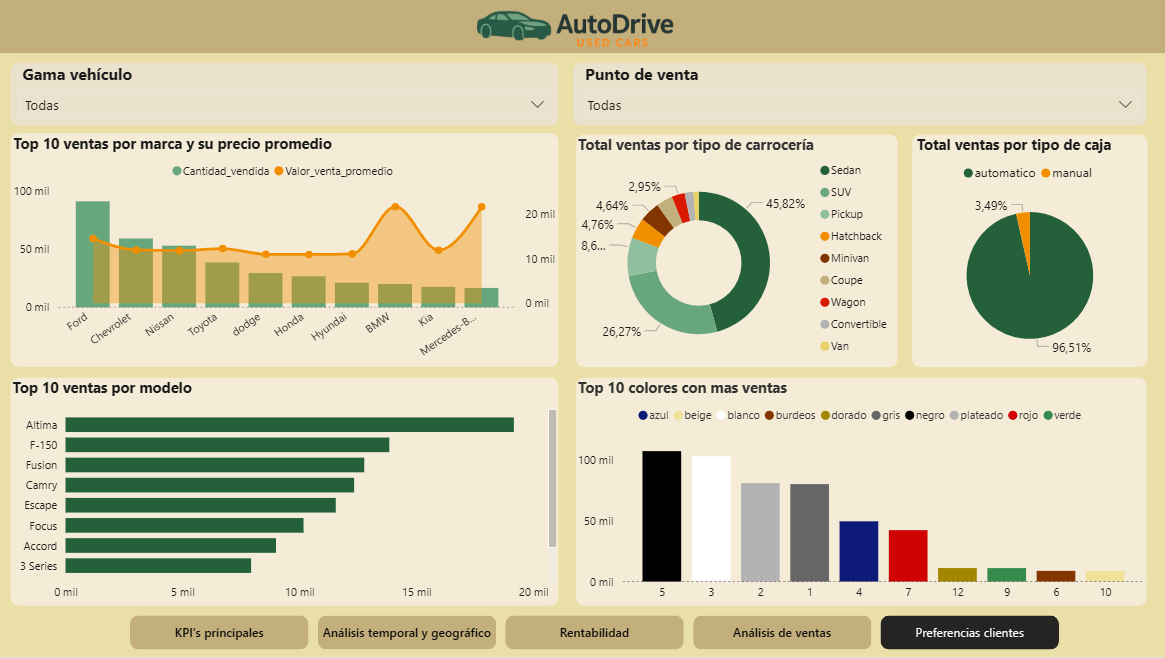 AutoDrive
USED CARS
Gama vehículo
Todas
Punto de venta
Todas
Top 10 ventas por marca y su precio promedio
Cantidad_vendida Valor_venta_promedio
100 mil
50 mil
0 mil
20 mil
10 mil
0 mil
Ford Chevrolet Nissan Toyota dodge Honda Hyundai BMW Kia Mercedes-B...
Total ventas por tipo de carrocería
2,95%
4,64%
4,76%
8,6...
26,27%
45,82%
Sedan
SUV
Pickup
Hatchback
Minivan
Coupe
Wagon
Convertible
Van
Total ventas por tipo de caja
automatico manual
3,49%
96,51%
Top 10 ventas por modelo
Altima
F-150
Fusion
Camry
Escape
Focus
Accord
3 Series
0 mil 5 mil 10 mil 15 mil 20 mil
Top 10 colores con mas ventas
azul beige blanco burdeos dorado gris negro plateado rojo verde
100 mil
50 mil
0 mil
5 3 2 1 4 7 12 9 6 10
KPI's principales
Análisis temporal y geográfico
Rentabilidad
Análisis de ventas
Preferencias clientes